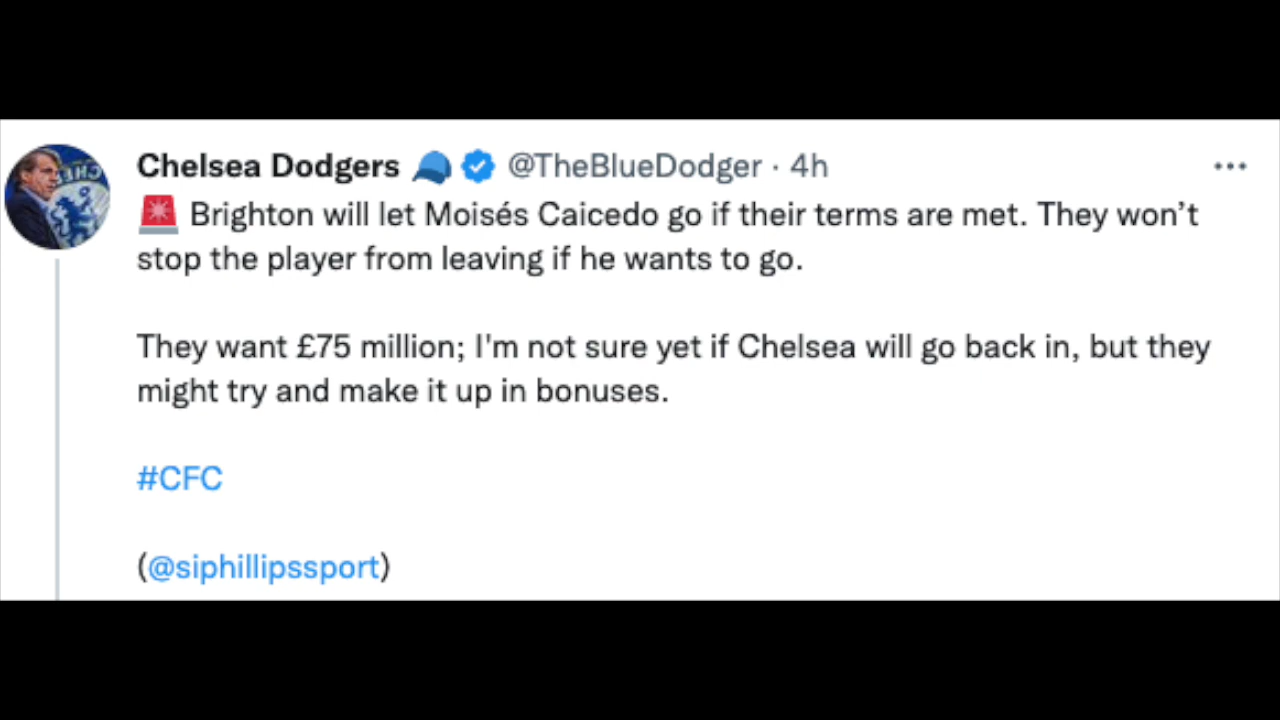 Chelsea Dodgers 🧢 @TheBlueDodger · 4h
🚨 Brighton will let Moisés Caicedo go if their terms are met. They won’t
stop the player from leaving if he wants to go.
They want £75 million; I'm not sure yet if Chelsea will go back in, but they
might try and make it up in bonuses.
#CFC
(@siphillipssport)